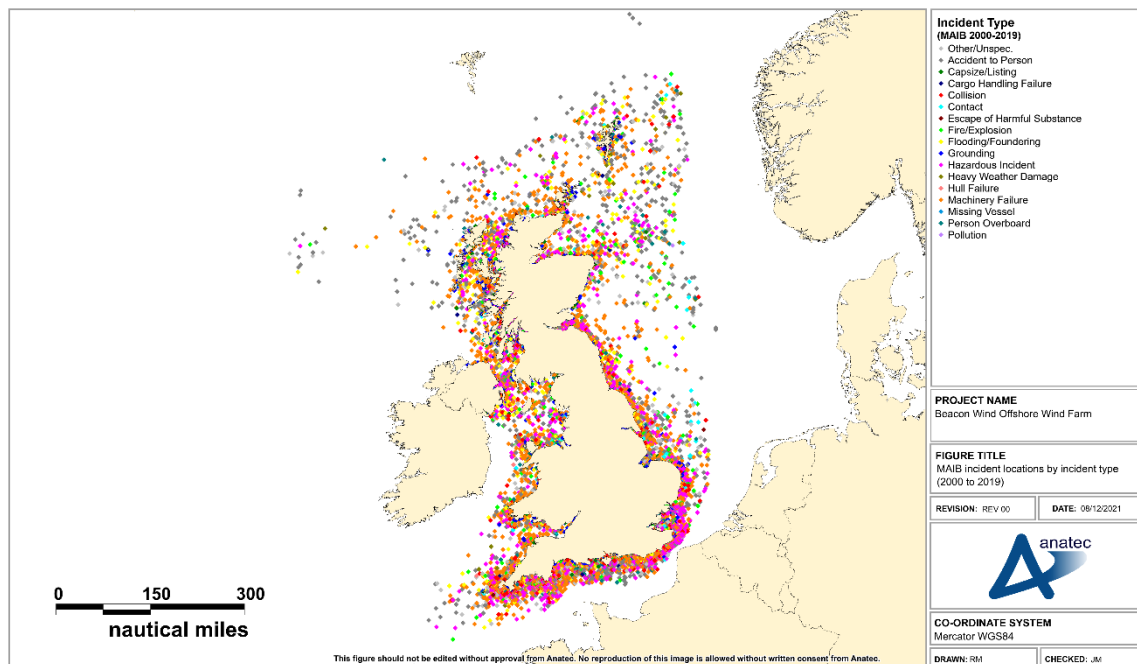 Incident Type
(MAIB 2000-2019)
Other/Unspec.
Accident to Person
Capsize/Listing
Cargo Handling Failure
Collision
Contact
Escape of Harmful Substance
Fire/Explosion
Flooding/Foundering
Grounding
Hazardous Incident
Heavy Weather Damage
Hull Failure
Machinery Failure
Missing Vessel
Person Overboard
Pollution
PROJECT NAME
Beacon Wind Offshore Wind Farm
FIGURE TITLE
MAIB incident locations by incident type
(2000 to 2019)
REVISION: REV 00 DATE: 08/12/2021
anatec
CO-ORDINATE SYSTEM
Mercator WGS84
DRAWN: RM CHECKED: JM
0 150 300
nautical miles
This figure should not be edited without approval from Anatec. No reproduction of this image is allowed without written consent from Anatec.